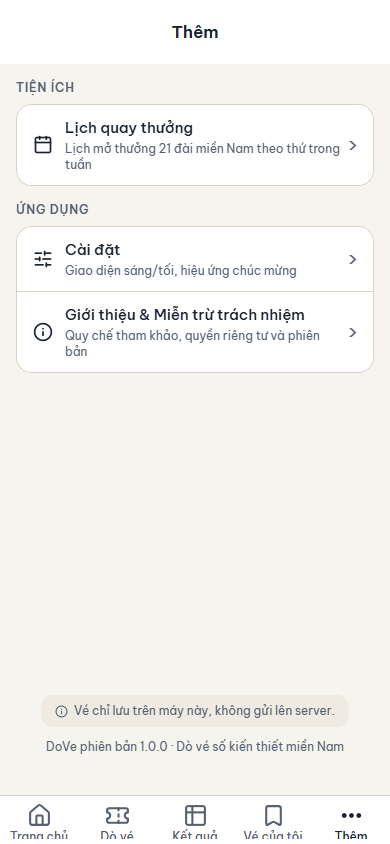 Thêm
TIỆN ÍCH
Lịch quay thưởng
Lịch mở thưởng 21 đài miền Nam theo thứ trong
tuần
ỨNG DỤNG
Cài đặt
Giao diện sáng/tối, hiệu ứng chúc mừng
Giới thiệu & Miễn trừ trách nhiệm
Quy chế tham khảo, quyền riêng tư và phiên
bản
Vé chỉ lưu trên máy này, không gửi lên server.
DoVe phiên bản 1.0.0 · Dò vé số kiến thiết miền Nam
Trang chủ Dò vé Kết quả Vé của tôi Thêm